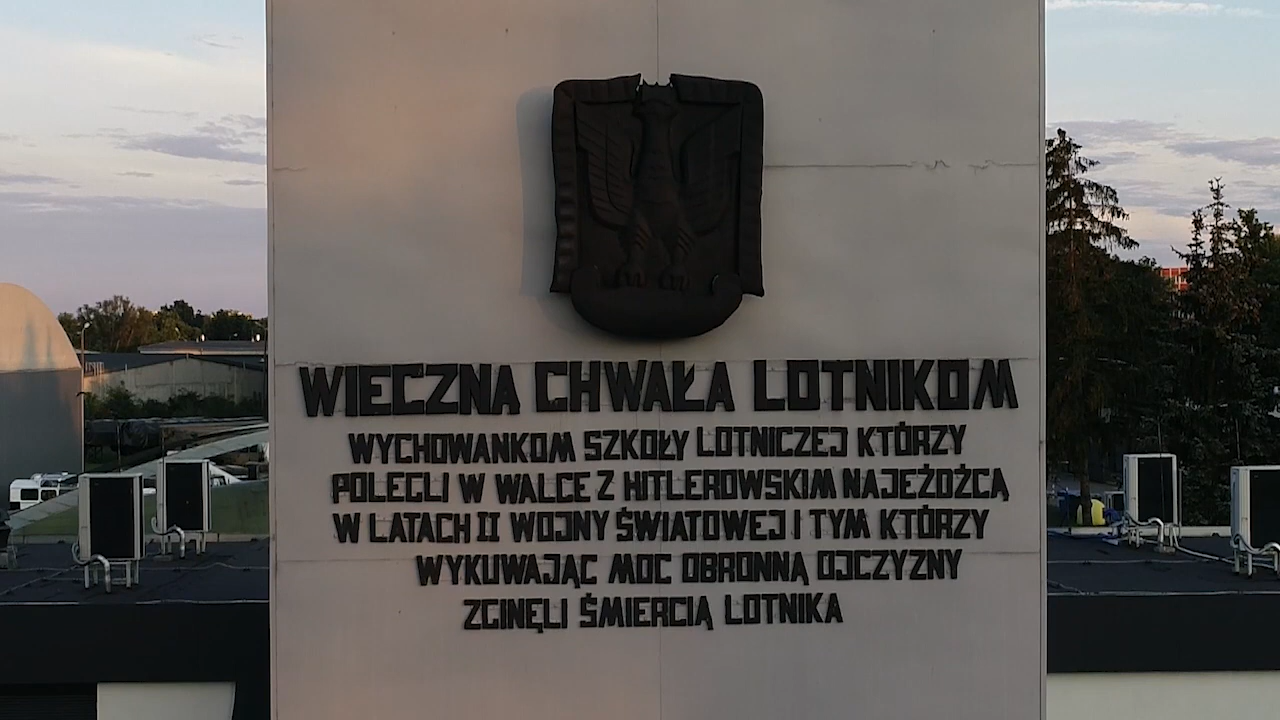 WIECZNA CHWAŁA LOTNIKOM
WYCHOWANKOM SZKOŁY LOTNICZEJ KTÓRZY
POLEGLI W WALCE Z HITLEROWSKIM NAJEŹDŹCĄ
W LATACH II WOJNY ŚWIATOWEJ I TYM KTÓRZY
WYKUWAJĄC MOC OBRONNĄ OJCZYZNY
ZGINĘLI ŚMIERCIĄ LOTNIKA